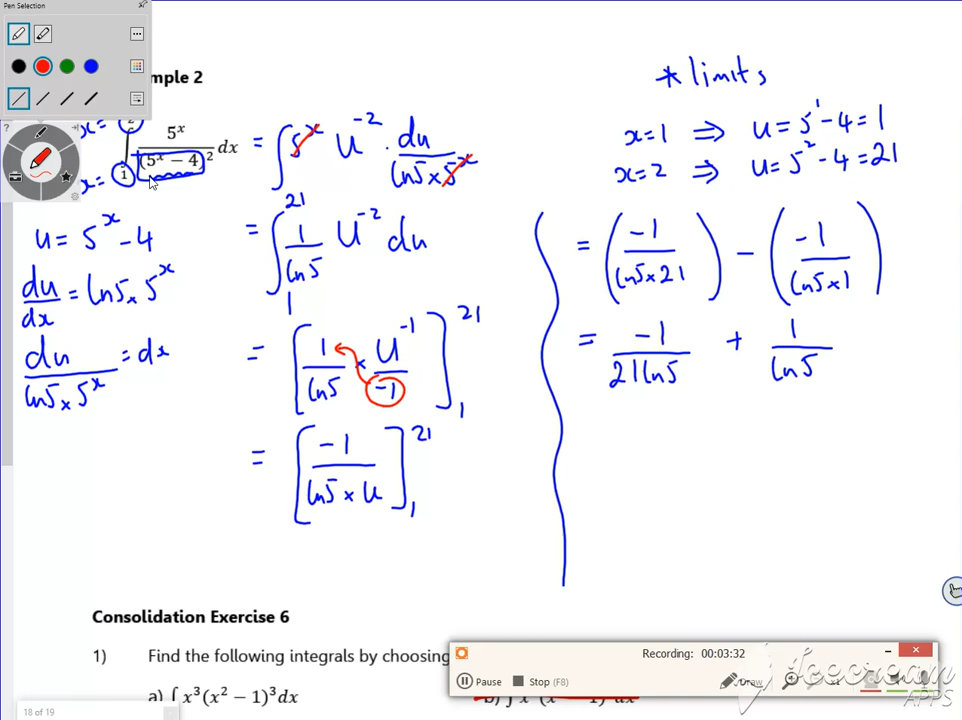 Pen Selection
mple 2
* limits
x = 2
∫ 5^x / (5^x − 4)^2 dx = ∫ 5^x u^-2 · du / (ln5 × 5^x)
x = 1
x=1 ⇒ u = 5^1 - 4 = 1
x=2 ⇒ u = 5^2 - 4 = 21
u = 5^x - 4
= ∫_1^21 1/ln5 u^-2 du
du/dx = ln5 × 5^x
du / (ln5 × 5^x) = dx
= [1/ln5 × u^-1 / -1]_1^21
= [-1 / (ln5 × u)]_1^21
= (-1 / (ln5×21)) - (-1 / (ln5×1))
= -1 / 21ln5 + 1 / ln5
Consolidation Exercise 6
1) Find the following integrals by choosing
a) ∫ x^3(x^2 − 1)^3 dx
18 of 19
Recording: 00:03:32
Pause
Stop (F8)
Draw
Icecream
APPS